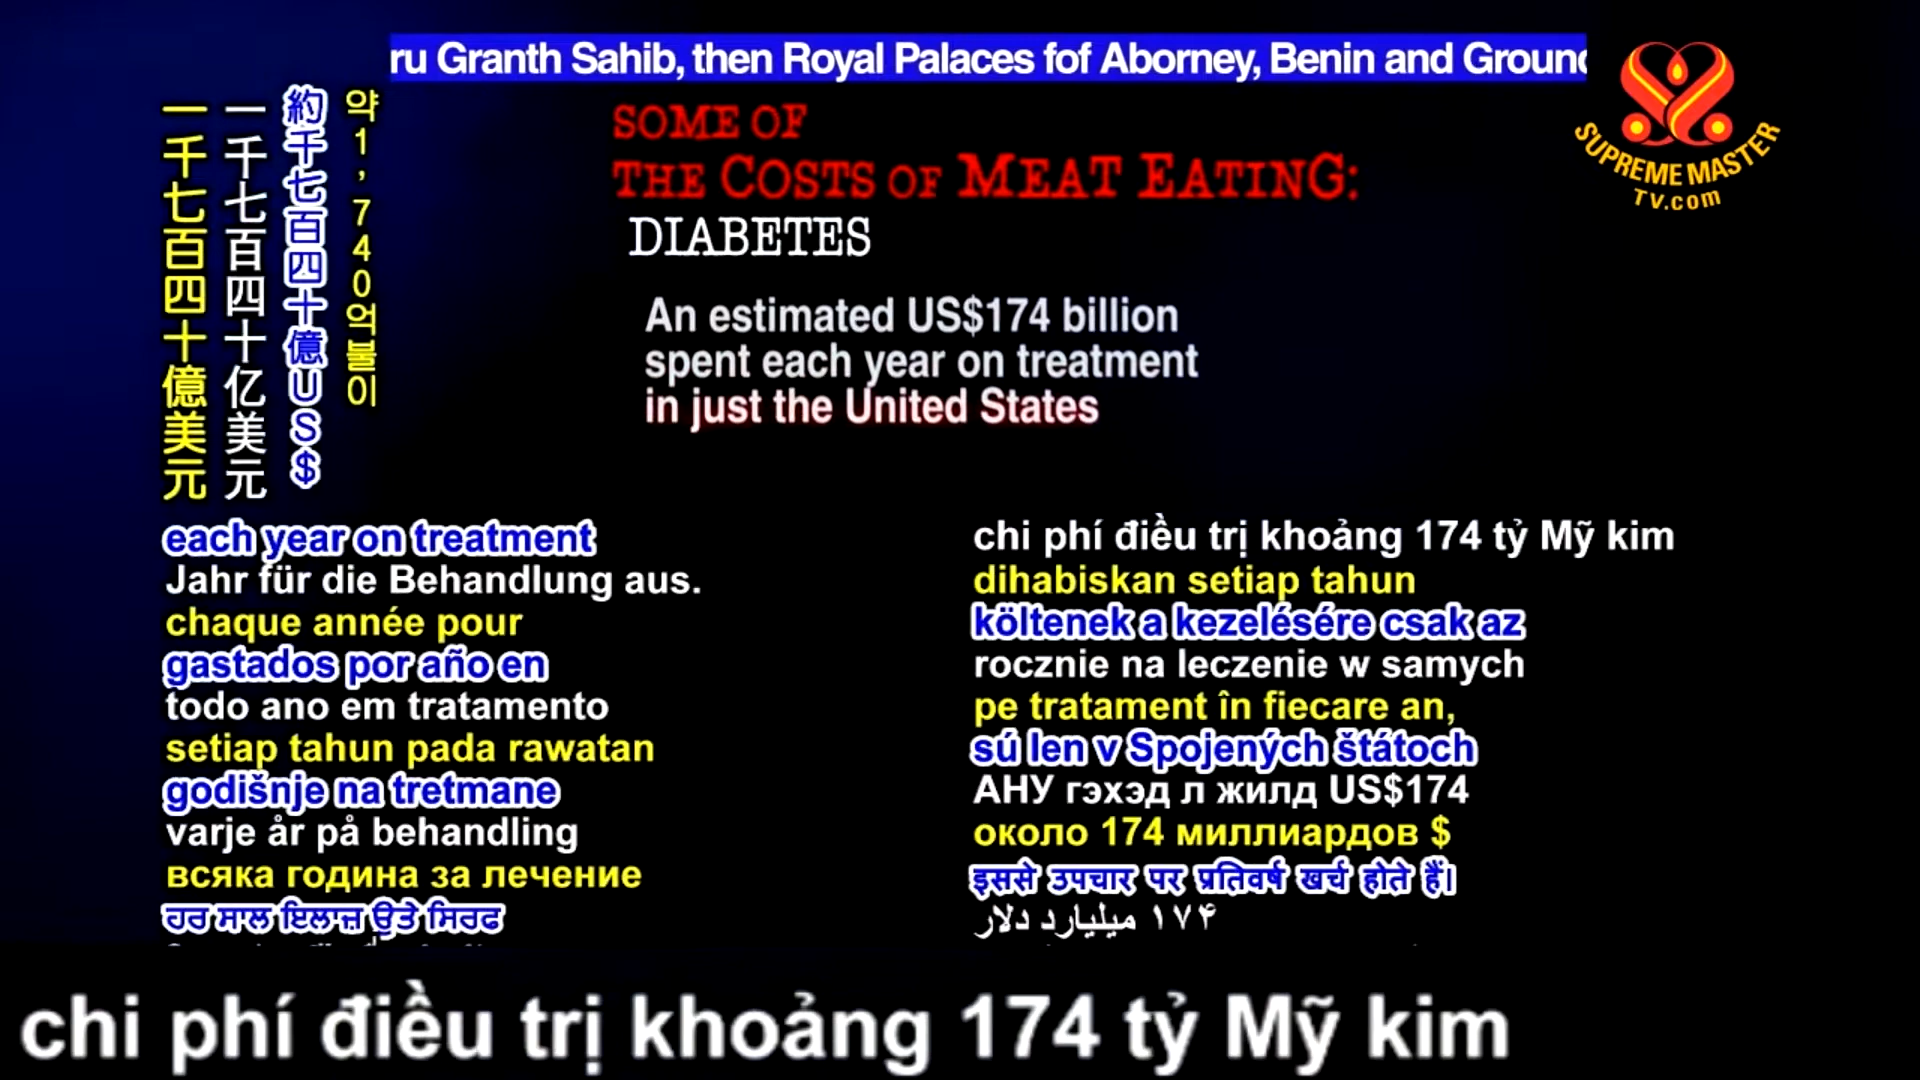 ru Granth Sahib, then Royal Palaces fof Aborney, Benin and Ground
SUPREME MASTER
TV.com
SOME OF
THE COSTS OF MEAT EATING:
DIABETES
An estimated US$174 billion
spent each year on treatment
in just the United States
一千七百四十億美元
一千七百四十亿美元
約千七百四十億US$
약1,740억불이
each year on treatment
Jahr für die Behandlung aus.
chaque année pour
gastados por año en
todo ano em tratamento
setiap tahun pada rawatan
godišnje na tretmane
varje år på behandling
всяка година за лечение
ਹਰ ਸਾਲ ਇਲਾਜ਼ ਉਤੇ ਸਿਰਫ
chi phí điều trị khoảng 174 tỷ Mỹ kim
dihabiskan setiap tahun
költenek a kezelésére csak az
rocznie na leczenie w samych
pe tratament în fiecare an,
sú len v Spojených štátoch
АНУ гэхэд л жилд US$174
около 174 миллиардов $
इससे उपचार पर प्रतिवर्ष खर्च होते हैं।
۱۷۴ میلیارد دلار
chi phí điều trị khoảng 174 tỷ Mỹ kim